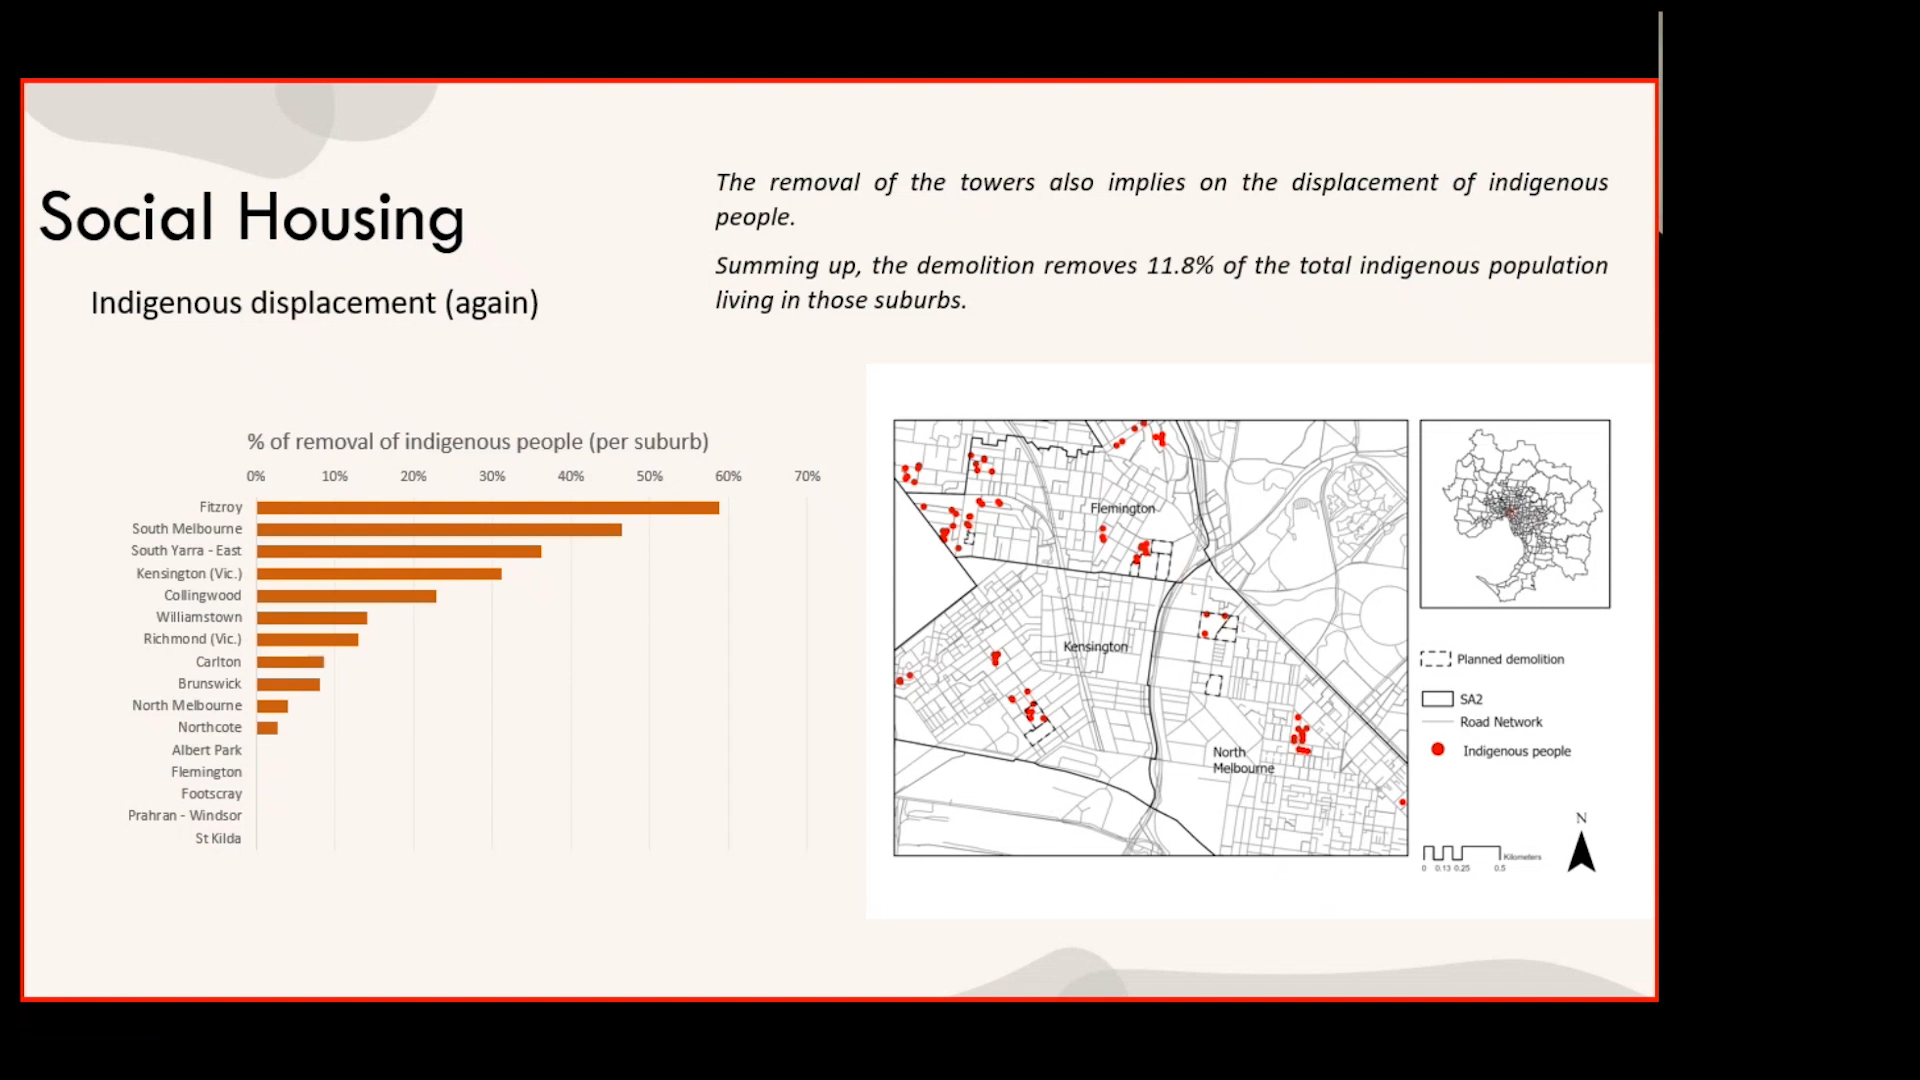 Social Housing
Indigenous displacement (again)
The removal of the towers also implies on the displacement of indigenous
people.
Summing up, the demolition removes 11.8% of the total indigenous population
living in those suburbs.
% of removal of indigenous people (per suburb)
0% 10% 20% 30% 40% 50% 60% 70%
Fitzroy
South Melbourne
South Yarra - East
Kensington (Vic.)
Collingwood
Williamstown
Richmond (Vic.)
Carlton
Brunswick
North Melbourne
Northcote
Albert Park
Flemington
Footscray
Prahran - Windsor
St Kilda
Flemington
Kensington
North
Melbourne
Planned demolition
SA2
Road Network
Indigenous people
N
Kilometers
0 0.13 0.25 0.5